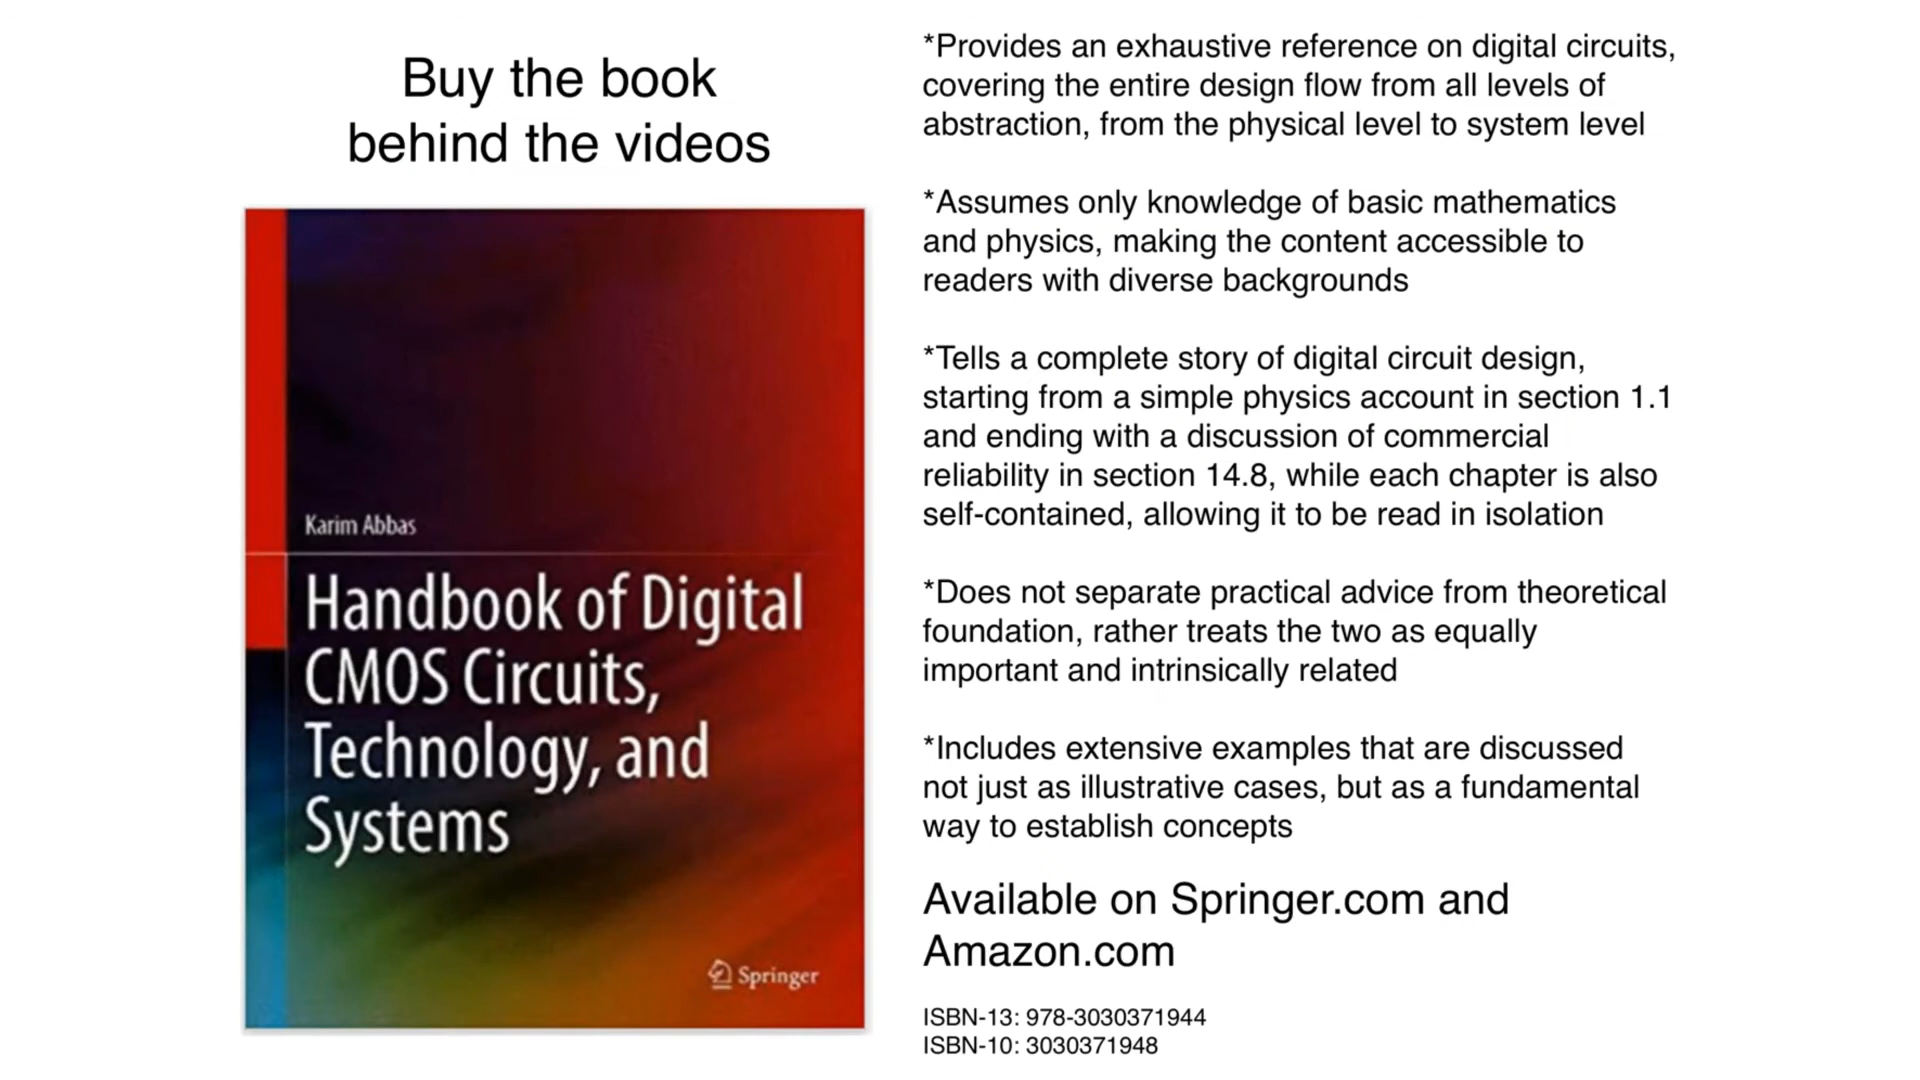 Buy the book
behind the videos
Karim Abbas
Handbook of Digital
CMOS Circuits,
Technology, and
Systems
Springer
*Provides an exhaustive reference on digital circuits,
covering the entire design flow from all levels of
abstraction, from the physical level to system level
*Assumes only knowledge of basic mathematics
and physics, making the content accessible to
readers with diverse backgrounds
*Tells a complete story of digital circuit design,
starting from a simple physics account in section 1.1
and ending with a discussion of commercial
reliability in section 14.8, while each chapter is also
self-contained, allowing it to be read in isolation
*Does not separate practical advice from theoretical
foundation, rather treats the two as equally
important and intrinsically related
*Includes extensive examples that are discussed
not just as illustrative cases, but as a fundamental
way to establish concepts
Available on Springer.com and
Amazon.com
ISBN-13: 978-3030371944
ISBN-10: 3030371948